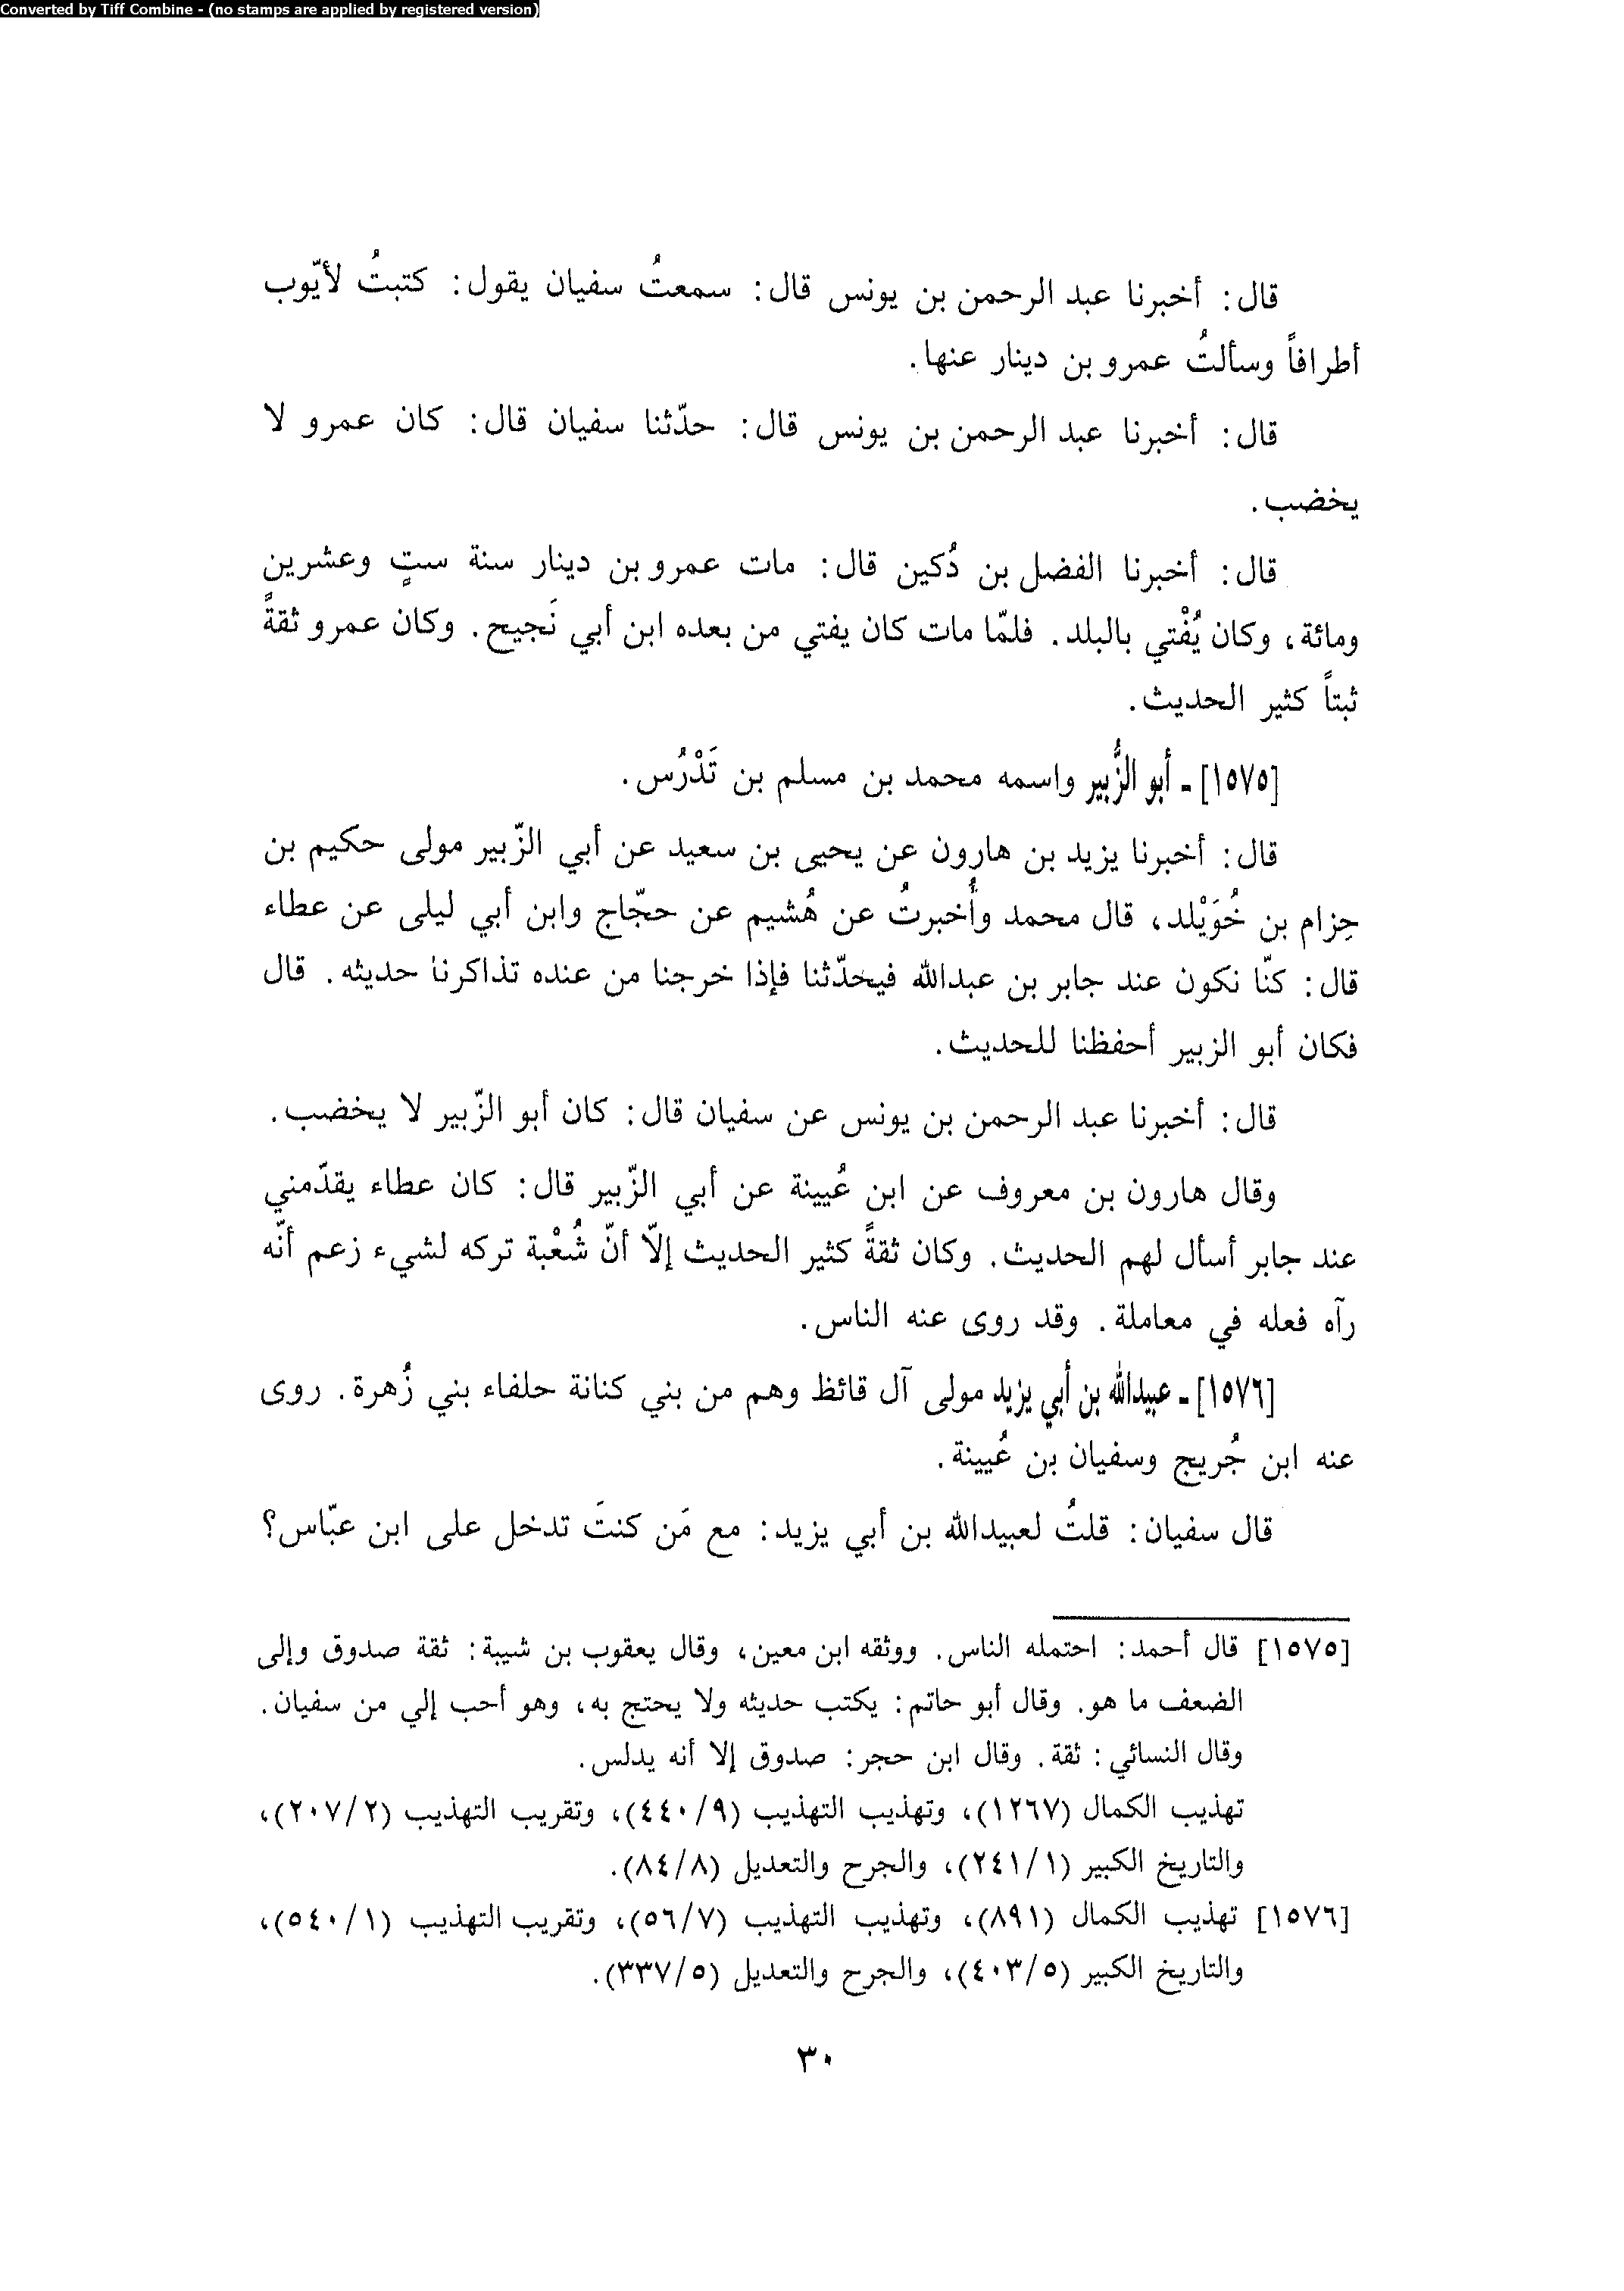 Converted by Tiff Combine - (no stamps are applied by registered version)
قال: أخبرنا عبد الرحمن بن يونس قال: سمعتُ سفيان يقول: كتبتُ لأيّوب
أطرافاً وسألتُ عمرو بن دينار عنها.
قال: أخبرنا عبد الرحمن بن يونس قال: حدّثنا سفيان قال: كان عمرو لا
يخضب.
قال: أخبرنا الفضل بن دُكين قال: مات عمرو بن دينار سنة ستٍ وعشرين
ومائة، وكان يُفْتي بالبلد. فلمّا مات كان يفتي من بعده ابن أبي نَجيح. وكان عمرو ثقةً
ثبتاً كثير الحديث.
[١٥٧٥] ـ أبو الزُّبير واسمه محمد بن مسلم بن تَدْرُس.
قال: أخبرنا يزيد بن هارون عن يحيى بن سعيد عن أبي الزّبير مولى حكيم بن
حِزام بن خُوَيْلد، قال محمد وأُخبرتُ عن هُشيم عن حجّاج وابن أبي ليلى عن عطاء
قال: كنّا نكون عند جابر بن عبدالله فيحدّثنا فإذا خرجنا من عنده تذاكرنا حديثه. قال
فكان أبو الزبير أحفظنا للحديث.
قال: أخبرنا عبد الرحمن بن يونس عن سفيان قال: كان أبو الزّبير لا يخضب.
وقال هارون بن معروف عن ابن عُيينة عن أبي الزّبير قال: كان عطاء يقدّمني
عند جابر أسأل لهم الحديث. وكان ثقةً كثير الحديث إلاّ أنّ شُعْبة تركه لشيء زعم أنّه
رآه فعله في معاملة. وقد روى عنه الناس.
[١٥٧٦] ـ عبيدالله بن أبي يزيد مولى آل قائظ وهم من بني كنانة حلفاء بني زُهرة. روى
عنه ابن جُريج وسفيان بن عُيينة.
قال سفيان: قلتُ لعبيدالله بن أبي يزيد: مع مَن كنتَ تدخل على ابن عبّاس؟
[١٥٧٥] قال أحمد: احتمله الناس. ووثقه ابن معين، وقال يعقوب بن شيبة: ثقة صدوق وإلى
الضعف ما هو. وقال أبو حاتم: يكتب حديثه ولا يحتج به، وهو أحب إلي من سفيان.
وقال النسائي: ثقة. وقال ابن حجر: صدوق إلا أنه يدلس.
تهذيب الكمال (١٢٦٧)، وتهذيب التهذيب (٤٤٠/٩)، وتقريب التهذيب (٢٠٧/٢)،
والتاريخ الكبير (٢٤١/١)، والجرح والتعديل (٨٤/٨).
[١٥٧٦] تهذيب الكمال (٨٩١)، وتهذيب التهذيب (٥٦/٧)، وتقريب التهذيب (٥٤٠/١)،
والتاريخ الكبير (٤٠٣/٥)، والجرح والتعديل (٣٣٧/٥).
٣٠